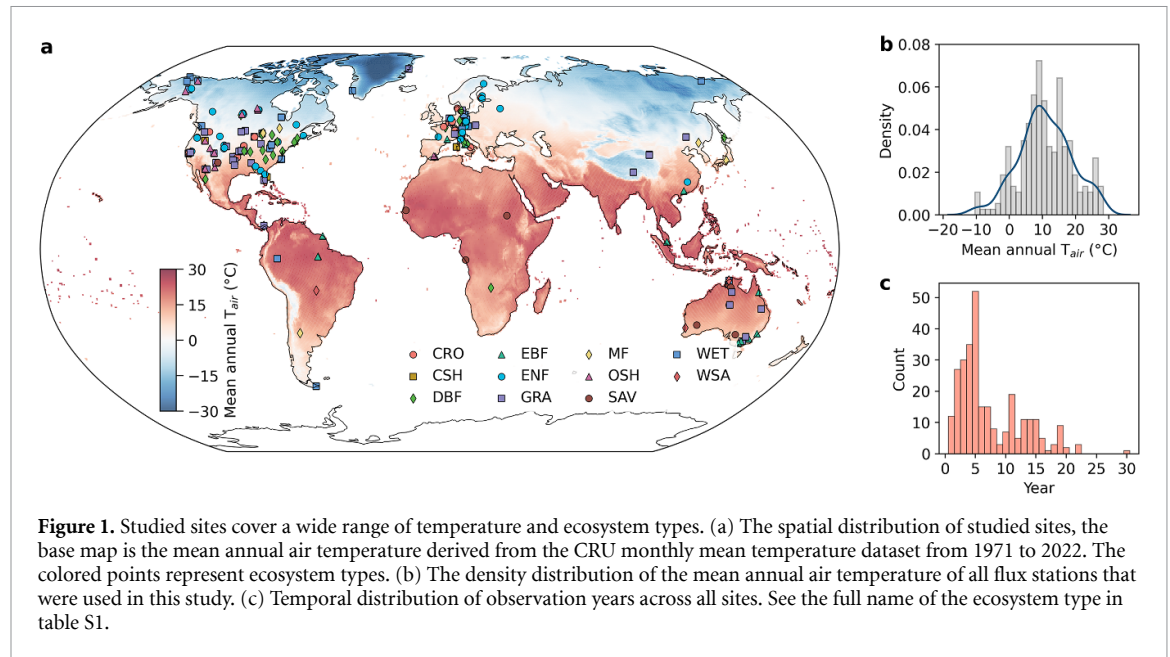 a
30
15
0
−15
−30
Mean annual Tair (°C)
CRO
CSH
DBF
EBF
ENF
GRA
MF
OSH
SAV
WET
WSA
b
0.08
0.06
0.04
0.02
0.00
Density
−20 −10 0 10 20 30
Mean annual Tair (°C)
c
50
40
30
20
10
0
Count
0 5 10 15 20 25 30
Year
Figure 1. Studied sites cover a wide range of temperature and ecosystem types. (a) The spatial distribution of studied sites, the
base map is the mean annual air temperature derived from the CRU monthly mean temperature dataset from 1971 to 2022. The
colored points represent ecosystem types. (b) The density distribution of the mean annual air temperature of all flux stations that
were used in this study. (c) Temporal distribution of observation years across all sites. See the full name of the ecosystem type in
table S1.